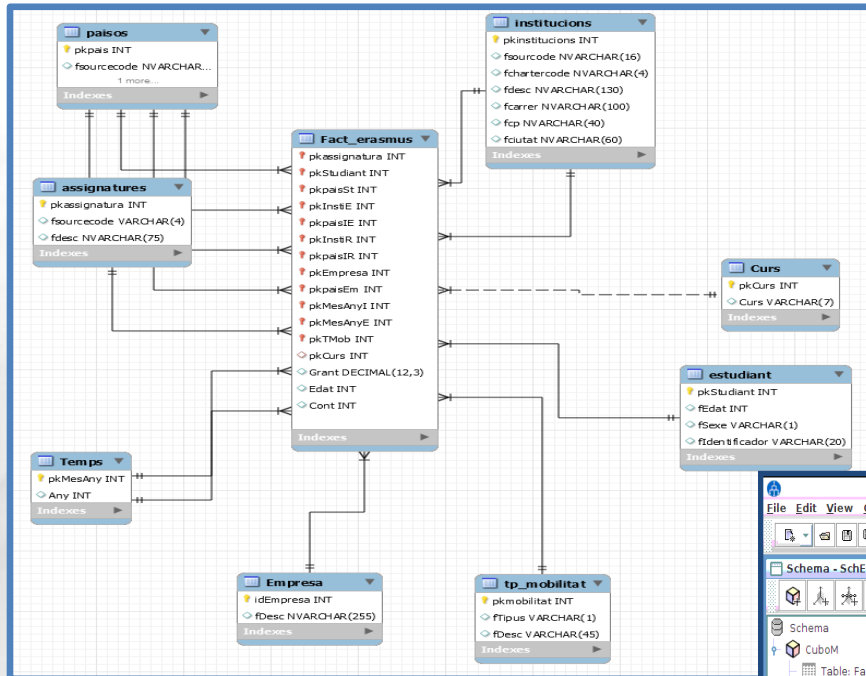 paisos
pkpais INT
fsourcecode NVARCHAR...
1 more...
Indexes
institucions
pkinstitucions INT
fsourcode NVARCHAR(16)
fchartercode NVARCHAR(4)
fdesc NVARCHAR(130)
fcarrer NVARCHAR(100)
fcp NVARCHAR(40)
fciutat NVARCHAR(60)
Indexes
Fact_erasmus
pkassignatura INT
pkStudiant INT
pkpaisSt INT
pkInstiE INT
pkpaisIE INT
pkInstiR INT
pkpaisIR INT
pkEmpresa INT
pkpaisEm INT
pkMesAnyI INT
pkMesAnyE INT
pkTMob INT
pkCurs INT
Grant DECIMAL(12,3)
Edat INT
Cont INT
Indexes
assignatures
pkassignatura INT
fsourcecode VARCHAR(4)
fdesc NVARCHAR(75)
Indexes
Curs
pkCurs INT
Curs VARCHAR(7)
Indexes
estudiant
pkStudiant INT
fEdat INT
fSexe VARCHAR(1)
fIdentificador VARCHAR(20)
Indexes
Temps
pkMesAny INT
Any INT
Indexes
Empresa
idEmpresa INT
fDesc NVARCHAR(255)
Indexes
tp_mobilitat
pkmobilitat INT
fTipus VARCHAR(1)
fDesc VARCHAR(45)
Indexes
File Edit View
Schema - SchE
Schema
CuboM
Table: Fa